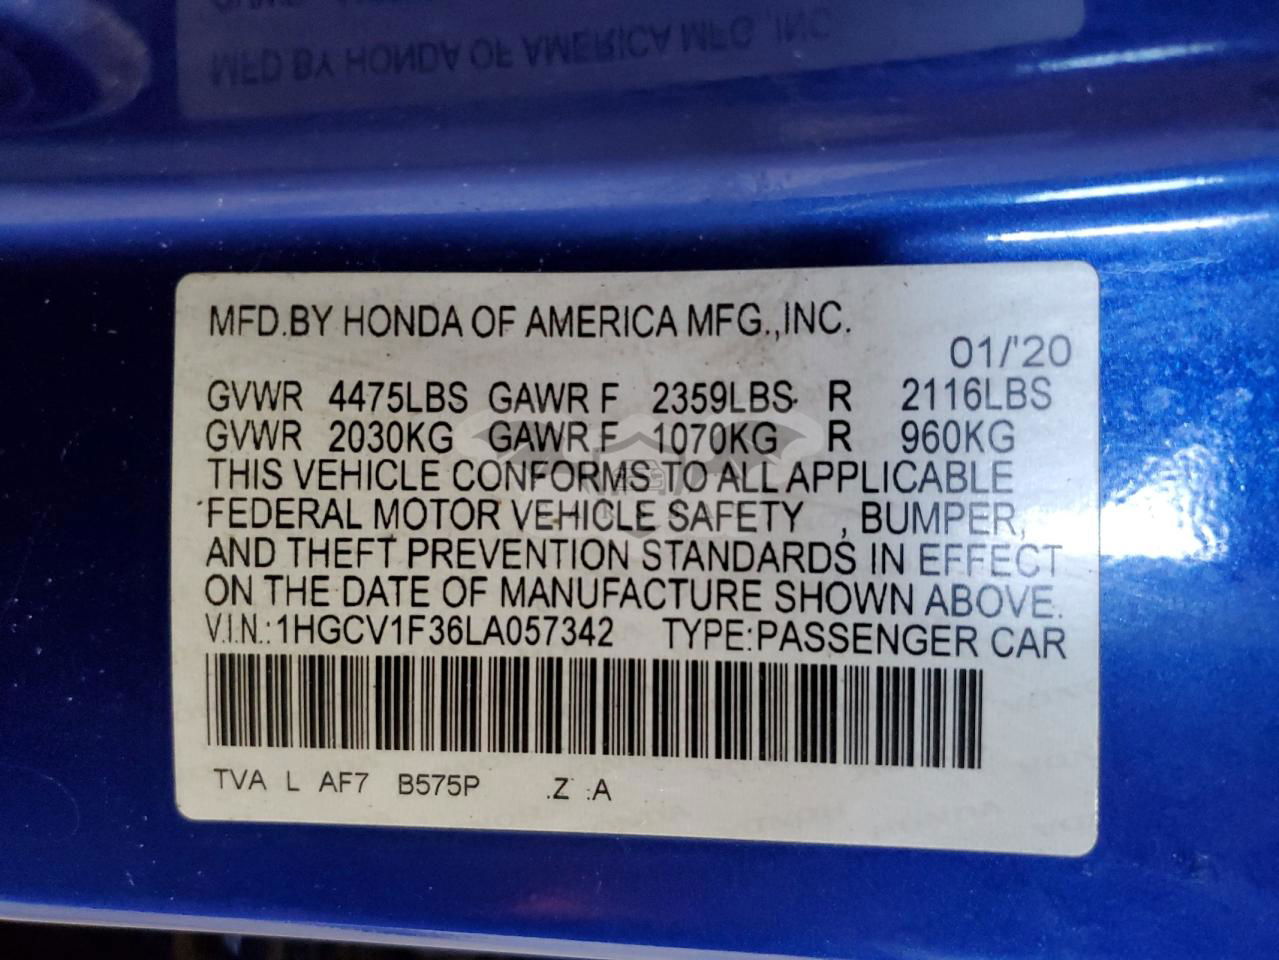 MFD BY HONDA OF AMERICA MFG., INC
MFD.BY HONDA OF AMERICA MFG.,INC.
01/'20
GVWR 4475LBS GAWR F 2359LBS R 2116LBS
GVWR 2030KG GAWR F 1070KG R 960KG
THIS VEHICLE CONFORMS TO ALL APPLICABLE
FEDERAL MOTOR VEHICLE SAFETY , BUMPER,
AND THEFT PREVENTION STANDARDS IN EFFECT
ON THE DATE OF MANUFACTURE SHOWN ABOVE.
V.I.N.:1HGCV1F36LA057342 TYPE:PASSENGER CAR
TVA L AF7 B575P .Z :A